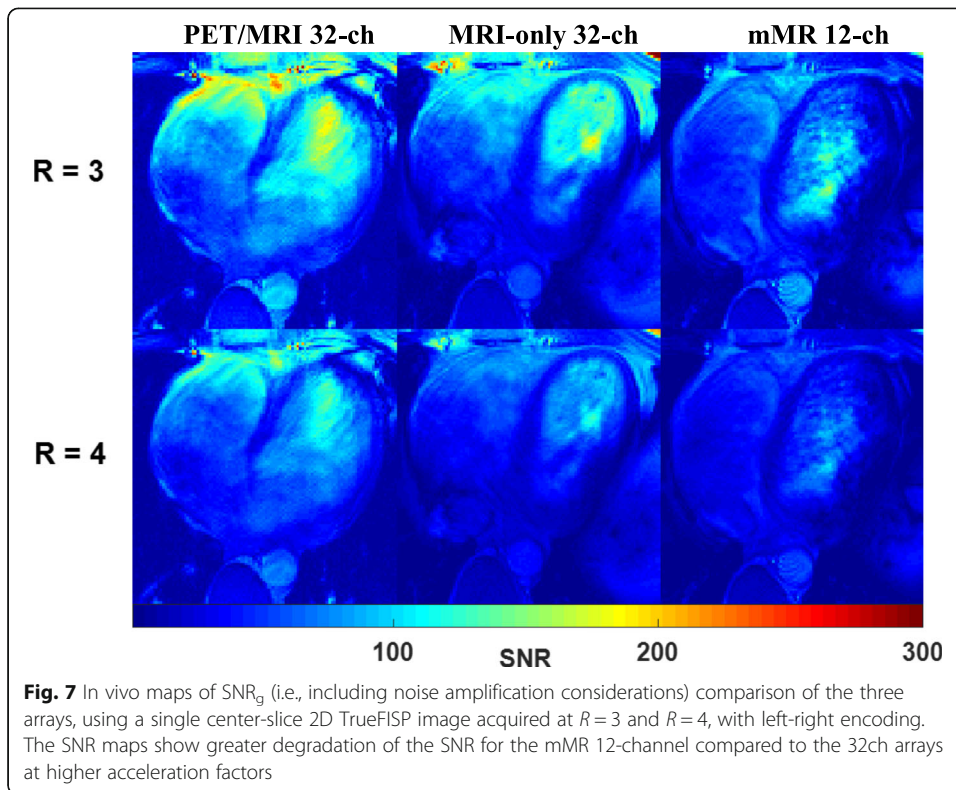 PET/MRI 32-ch MRI-only 32-ch mMR 12-ch
R = 3
R = 4
100 SNR 200 300
Fig. 7 In vivo maps of SNRg (i.e., including noise amplification considerations) comparison of the three
arrays, using a single center-slice 2D TrueFISP image acquired at R = 3 and R = 4, with left-right encoding.
The SNR maps show greater degradation of the SNR for the mMR 12-channel compared to the 32ch arrays
at higher acceleration factors